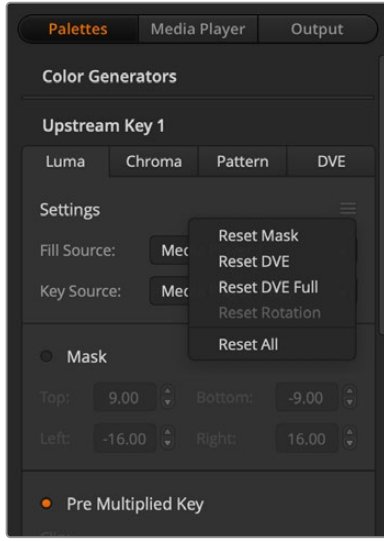 Palettes Media Player Output
Color Generators
Upstream Key 1
Luma Chroma Pattern DVE
Settings
Reset Mask
Fill Source: Med
Reset DVE
Reset DVE Full
Key Source: Med
Reset Rotation
Reset All
Mask
Top: 9.00 Bottom: -9.00
Left: -16.00 Right: 16.00
Pre Multiplied Key